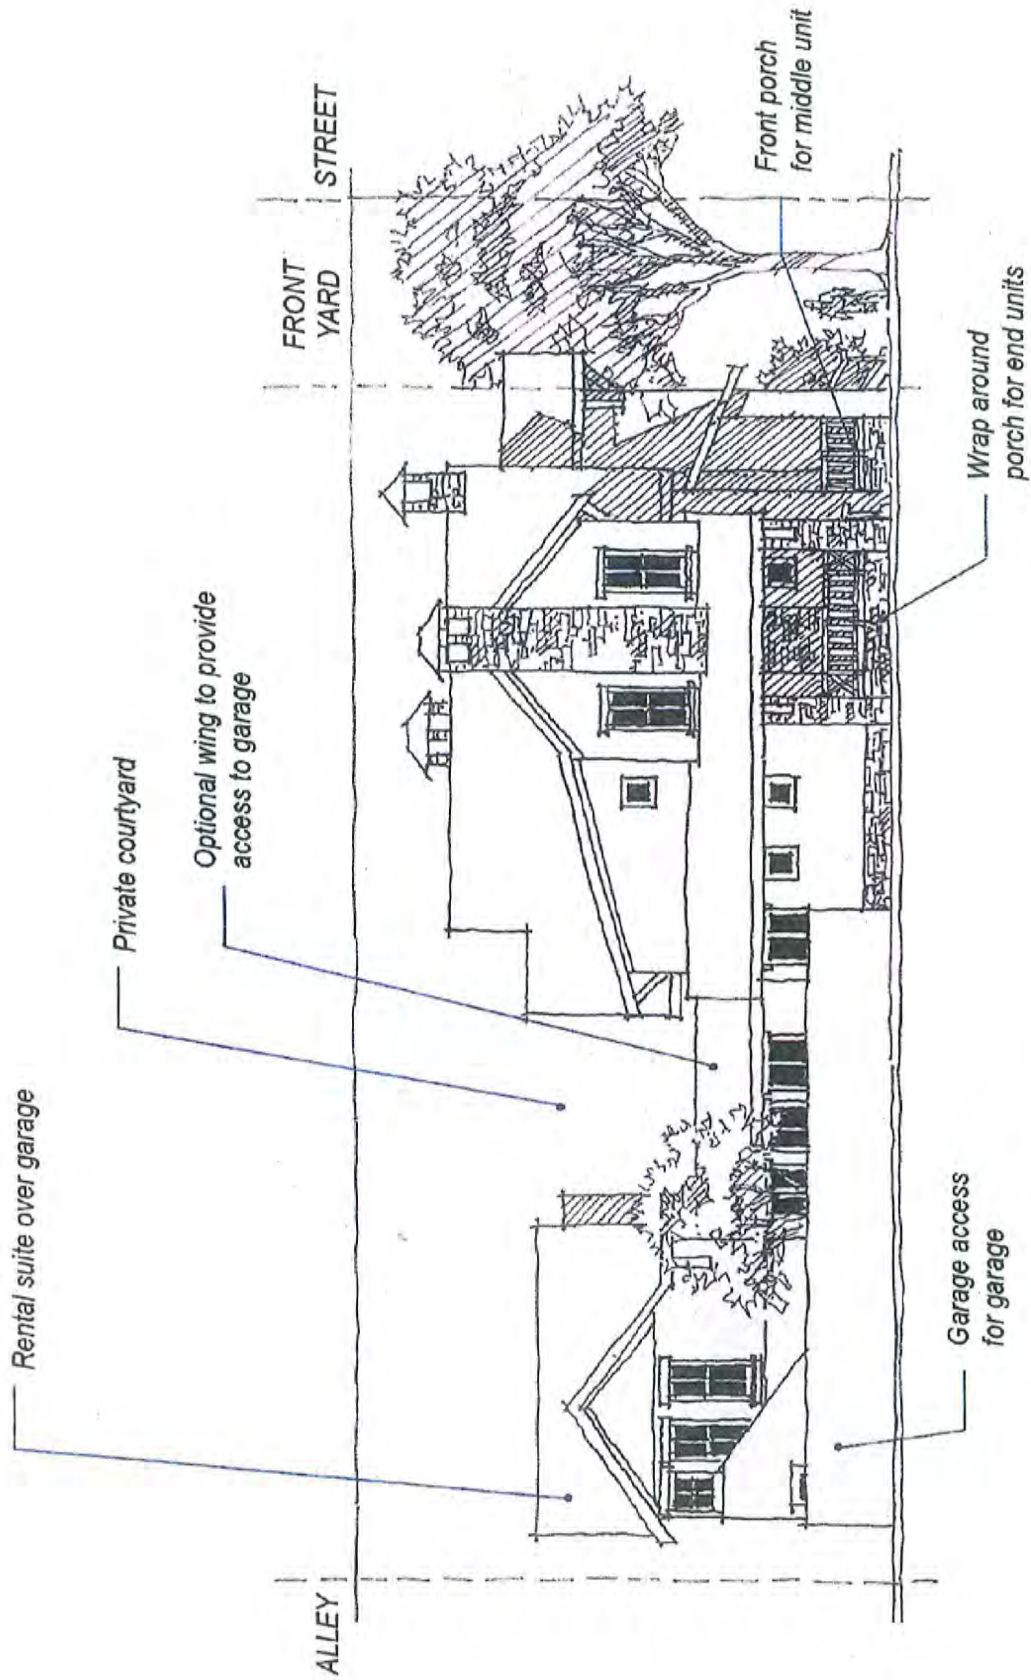 Rental suite over garage
Private courtyard
Optional wing to provide
access to garage
ALLEY
FRONT
YARD
STREET
Garage access
for garage
Wrap around
porch for end units
Front porch
for middle unit